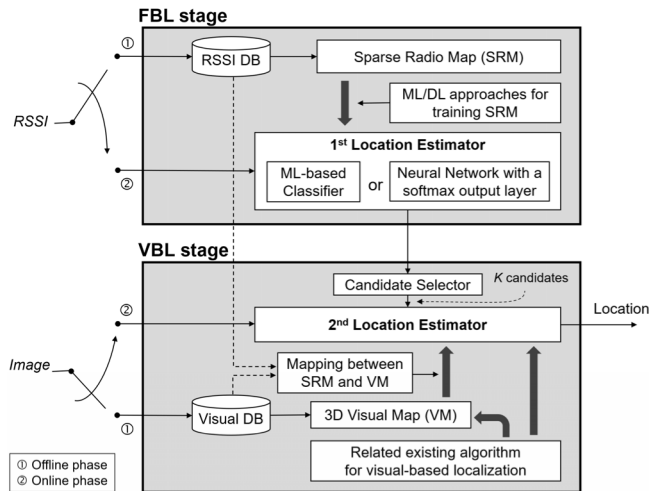 FBL stage
①
RSSI DB
Sparse Radio Map (SRM)
ML/DL approaches for
training SRM
RSSI
1st Location Estimator
②
ML-based
Classifier
or
Neural Network with a
softmax output layer
VBL stage
Candidate Selector
K candidates
②
2nd Location Estimator
Location
Image
Mapping between
SRM and VM
①
Visual DB
3D Visual Map (VM)
Related existing algorithm
for visual-based localization
① Offline phase
② Online phase